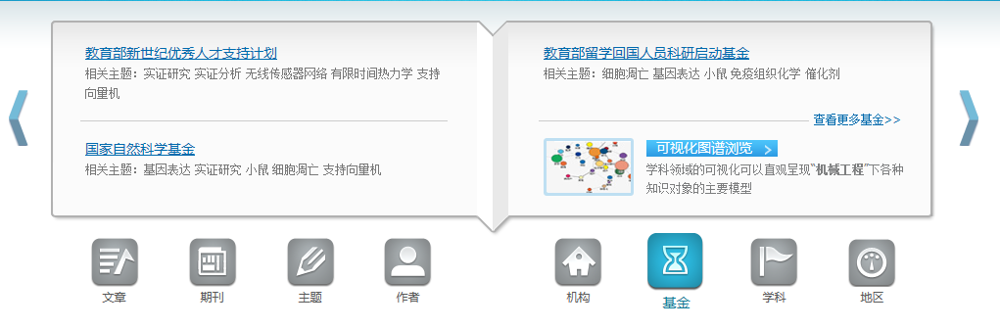 教育部新世纪优秀人才支持计划
相关主题：实证研究 实证分析 无线传感器网络 有限时间热力学 支持
向量机
国家自然科学基金
相关主题：基因表达 实证研究 小鼠 细胞凋亡 支持向量机
教育部留学回国人员科研启动基金
相关主题：细胞凋亡 基因表达 小鼠 免疫组织化学 催化剂
查看更多基金>>
可视化图谱浏览 >
学科领域的可视化可以直观呈现"机械工程"下各种
知识对象的主要模型
文章
期刊
主题
作者
机构
基金
学科
地区